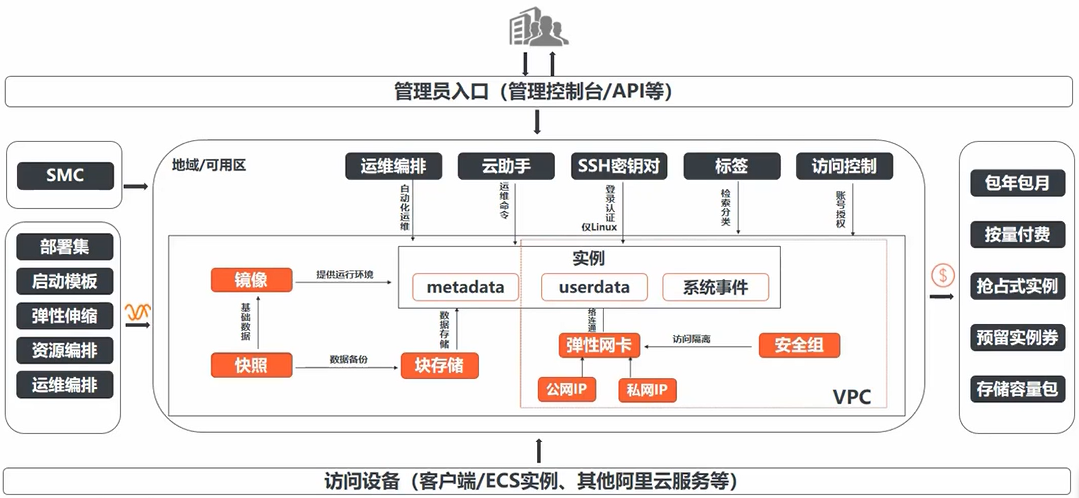 管理员入口（管理控制台/API等）
地域/可用区
SMC
部署集
启动模板
弹性伸缩
资源编排
运维编排
运维编排
云助手
SSH密钥对
标签
访问控制
自动化运维
运维命令
登录认证
仅Linux
检索分类
账号授权
实例
metadata
userdata
系统事件
镜像
提供运行环境
基础数据
数据存储
络连通
快照
数据备份
块存储
弹性网卡
访问隔离
安全组
公网IP
私网IP
VPC
$
包年包月
按量付费
抢占式实例
预留实例券
存储容量包
访问设备（客户端/ECS实例、其他阿里云服务等）